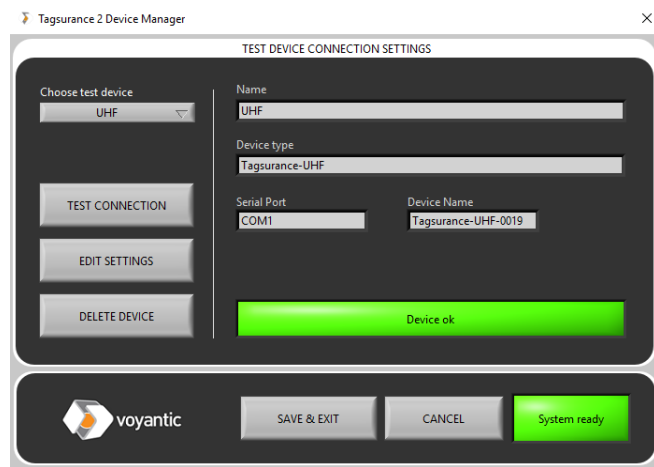 Tagsurance 2 Device Manager
TEST DEVICE CONNECTION SETTINGS
Choose test device
UHF
TEST CONNECTION
EDIT SETTINGS
DELETE DEVICE
Name
UHF
Device type
Tagsurance-UHF
Serial Port
COM1
Device Name
Tagsurance-UHF-0019
Device ok
voyantic
SAVE & EXIT
CANCEL
System ready